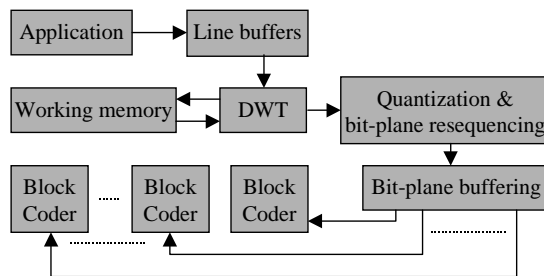 Application
Line buffers
Working memory
DWT
Quantization &
bit-plane resequencing
Block
Coder
Block
Coder
Block
Coder
Bit-plane buffering